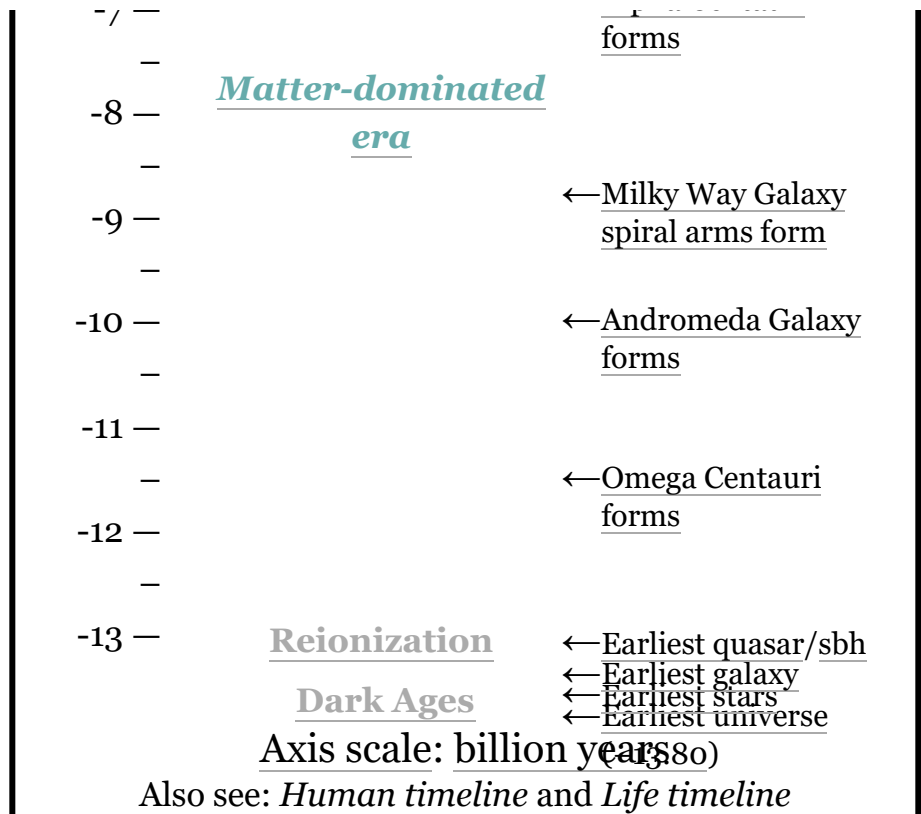 -7 —
forms
–
Matter-dominated
era
-8 —
–
←Milky Way Galaxy
spiral arms form
-9 —
–
-10 —
←Andromeda Galaxy
forms
–
-11 —
–
←Omega Centauri
forms
-12 —
–
-13 —
Reionization
←Earliest quasar/sbh
←Earliest galaxy
Dark Ages
←Earliest stars
←Earliest universe
(−13.80)
Axis scale: billion years
Also see: Human timeline and Life timeline